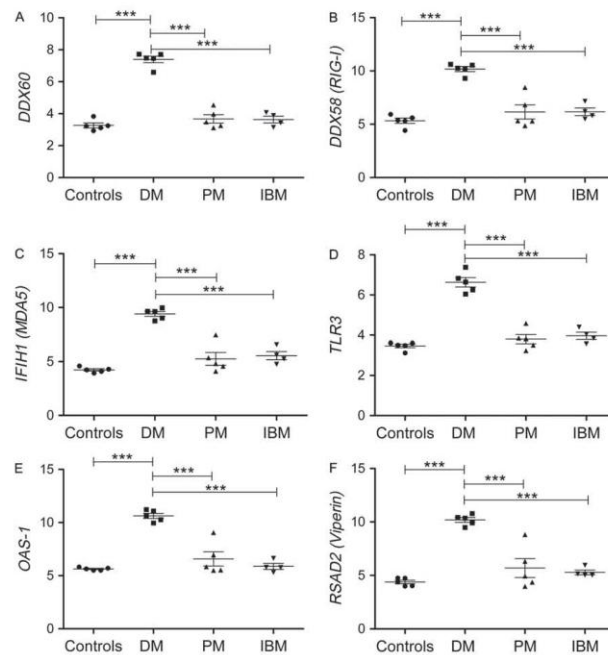 A
B
***
***
***
***
***
***
DDX60
DDX58 (RIG-I)
8
6
4
2
0
15
10
5
0
Controls DM PM IBM
Controls DM PM IBM
C
D
***
***
***
***
***
***
IFIH1 (MDA5)
TLR3
15
10
5
0
8
6
4
2
0
Controls DM PM IBM
Controls DM PM IBM
E
F
***
***
***
***
***
***
OAS-1
RSAD2 (Viperin)
15
10
5
0
15
10
5
0
Controls DM PM IBM
Controls DM PM IBM